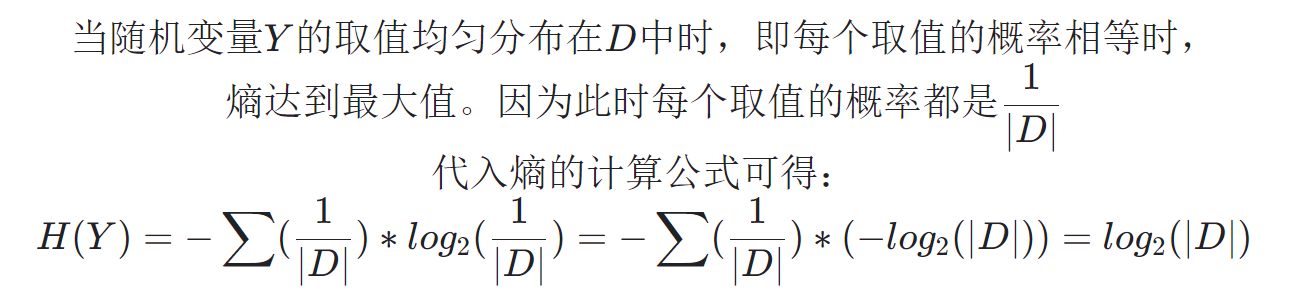 当随机变量Y的取值均匀分布在D中时，即每个取值的概率相等时，
熵达到最大值。因为此时每个取值的概率都是\frac{1}{|D|}
代入熵的计算公式可得：
H(Y) = -\sum(\frac{1}{|D|}) * log_2(\frac{1}{|D|}) = -\sum(\frac{1}{|D|}) * (-log_2(|D|)) = log_2(|D|)